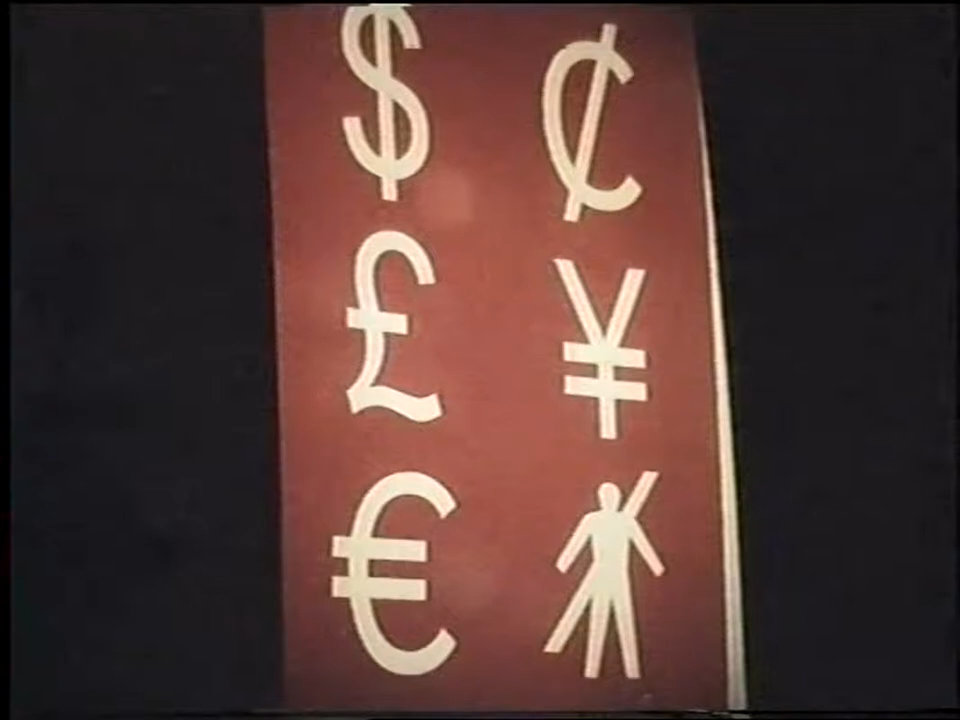 $ ¢
£ ¥
€